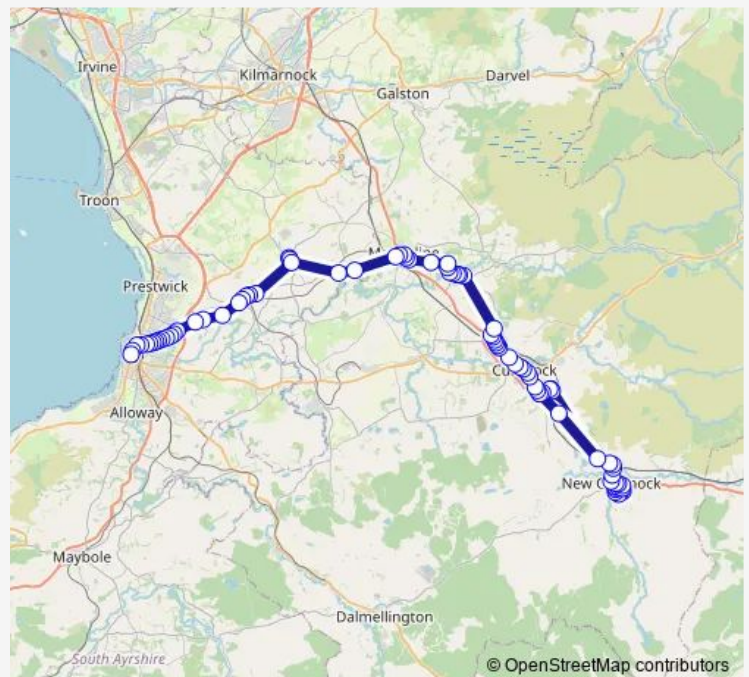 Irvine
Kilmarnock
Darvel
Galston
Troon
Prestwick
Alloway
Maybole
Dalmellington
South Ayrshire
© OpenStreetMap contributors